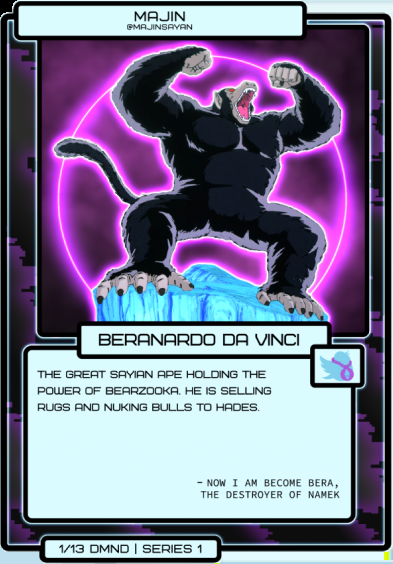 MAJIN
@MAJINSAYAN
BERANARDO DA VINCI
THE GREAT SAYIAN APE HOLDING THE
POWER OF BEARZOOKA. HE IS SELLING
RUGS AND NUKING BULLS TO HADES.
- NOW I AM BECOME BERA,
THE DESTROYER OF NAMEK
1/13 DMND | SERIES 1